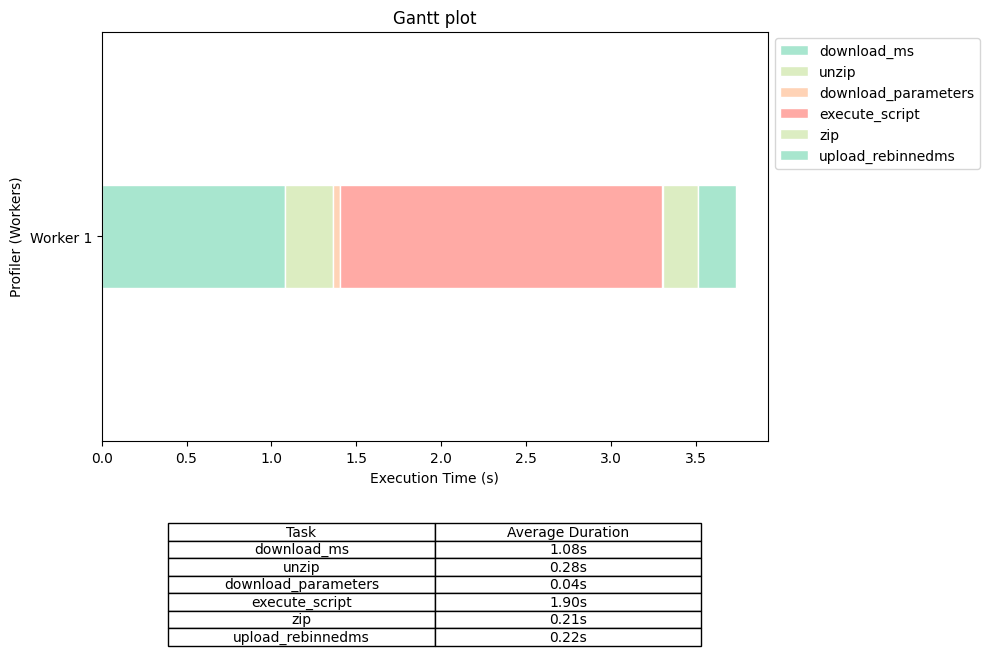 Gantt plot
download_ms
unzip
download_parameters
execute_script
zip
upload_rebinnedms
Profiler (Workers)
Worker 1
0.0 0.5 1.0 1.5 2.0 2.5 3.0 3.5
Execution Time (s)
Task Average Duration
download_ms 1.08s
unzip 0.28s
download_parameters 0.04s
execute_script 1.90s
zip 0.21s
upload_rebinnedms 0.22s